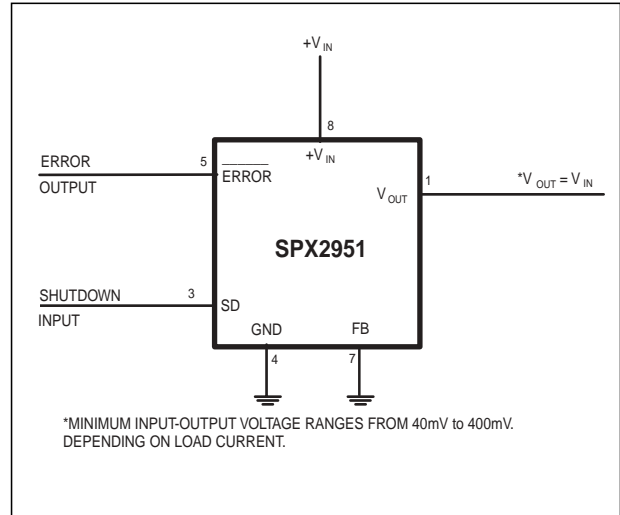 +V IN
8
+V IN
ERROR
5
ERROR
OUTPUT
1
*V OUT = V IN
V OUT
SPX2951
SHUTDOWN
3
SD
INPUT
GND
FB
4
7
*MINIMUM INPUT-OUTPUT VOLTAGE RANGES FROM 40mV to 400mV.
DEPENDING ON LOAD CURRENT.